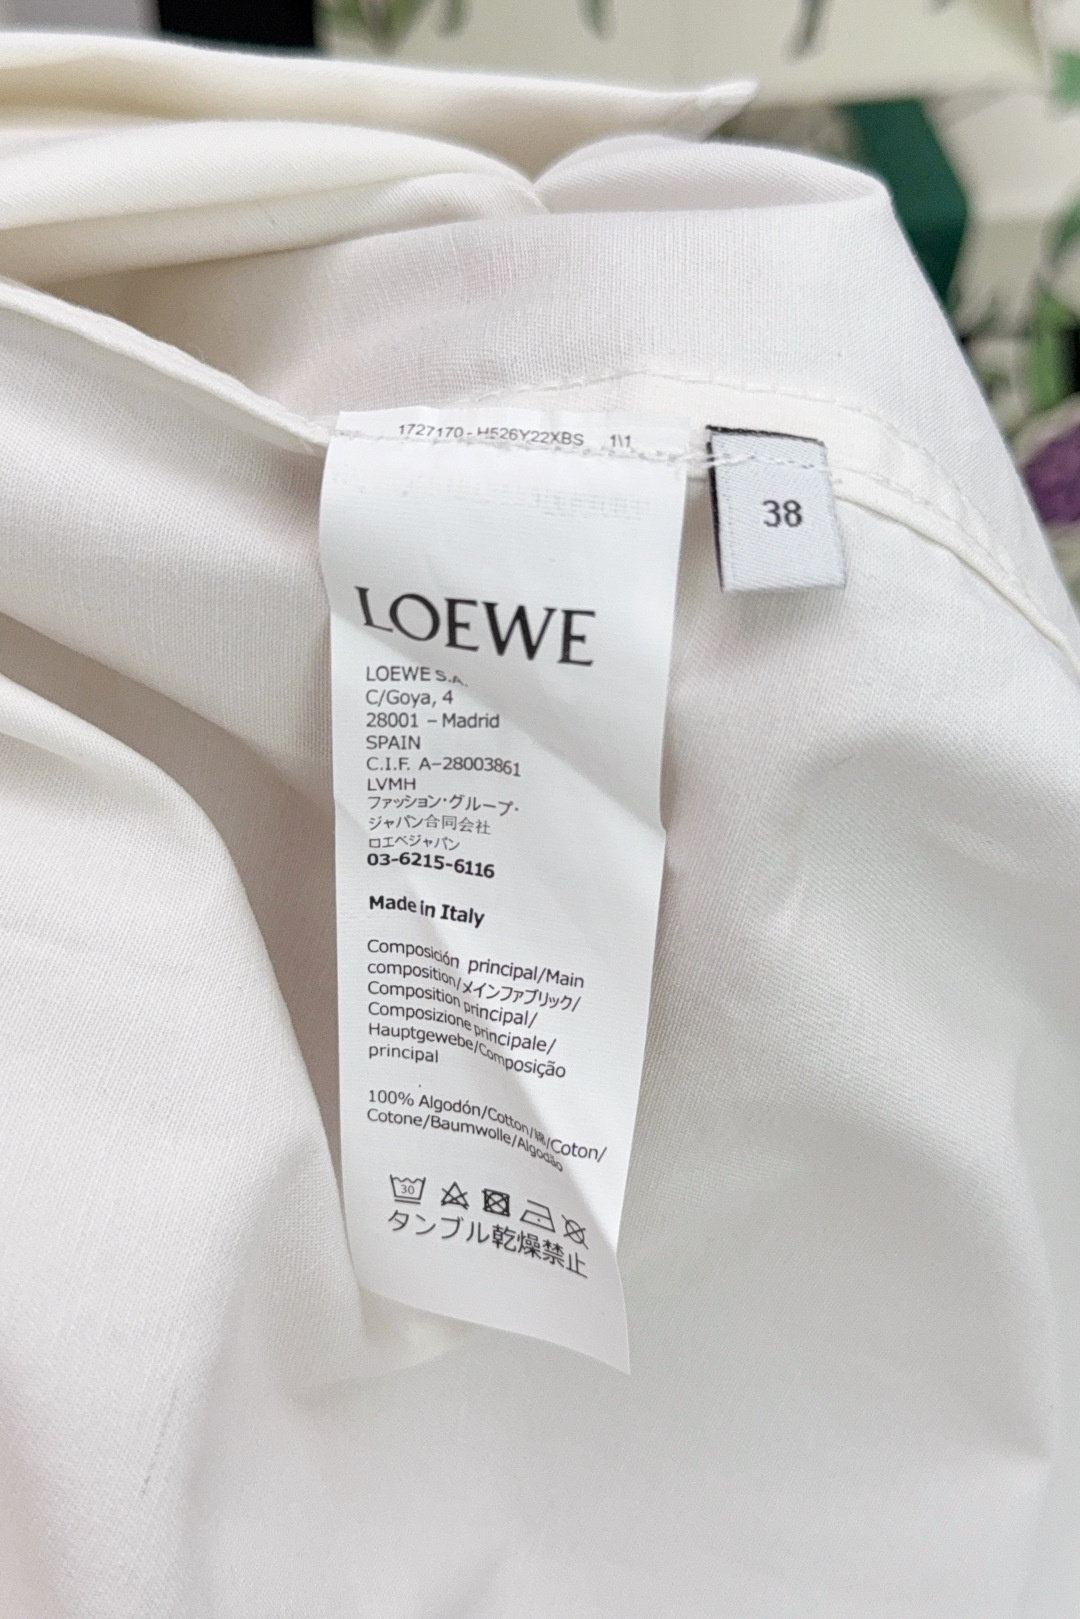 1727170 - H526Y22XBS 1\1
38
LOEWE
LOEWE S.A.
C/Goya, 4
28001 – Madrid
SPAIN
C.I.F. A–28003861
LVMH
ファッション・グループ・
ジャパン合同会社
ロエベジャパン
03-6215-6116
Made in Italy
Composición principal/Main
composition/メインファブリック/
Composition principal/
Composizione principale/
Hauptgewebe/Composição
principal
100% Algodón/Cotton/綿/Coton/
Cotone/Baumwolle/Algodão
30
タンブル乾燥禁止